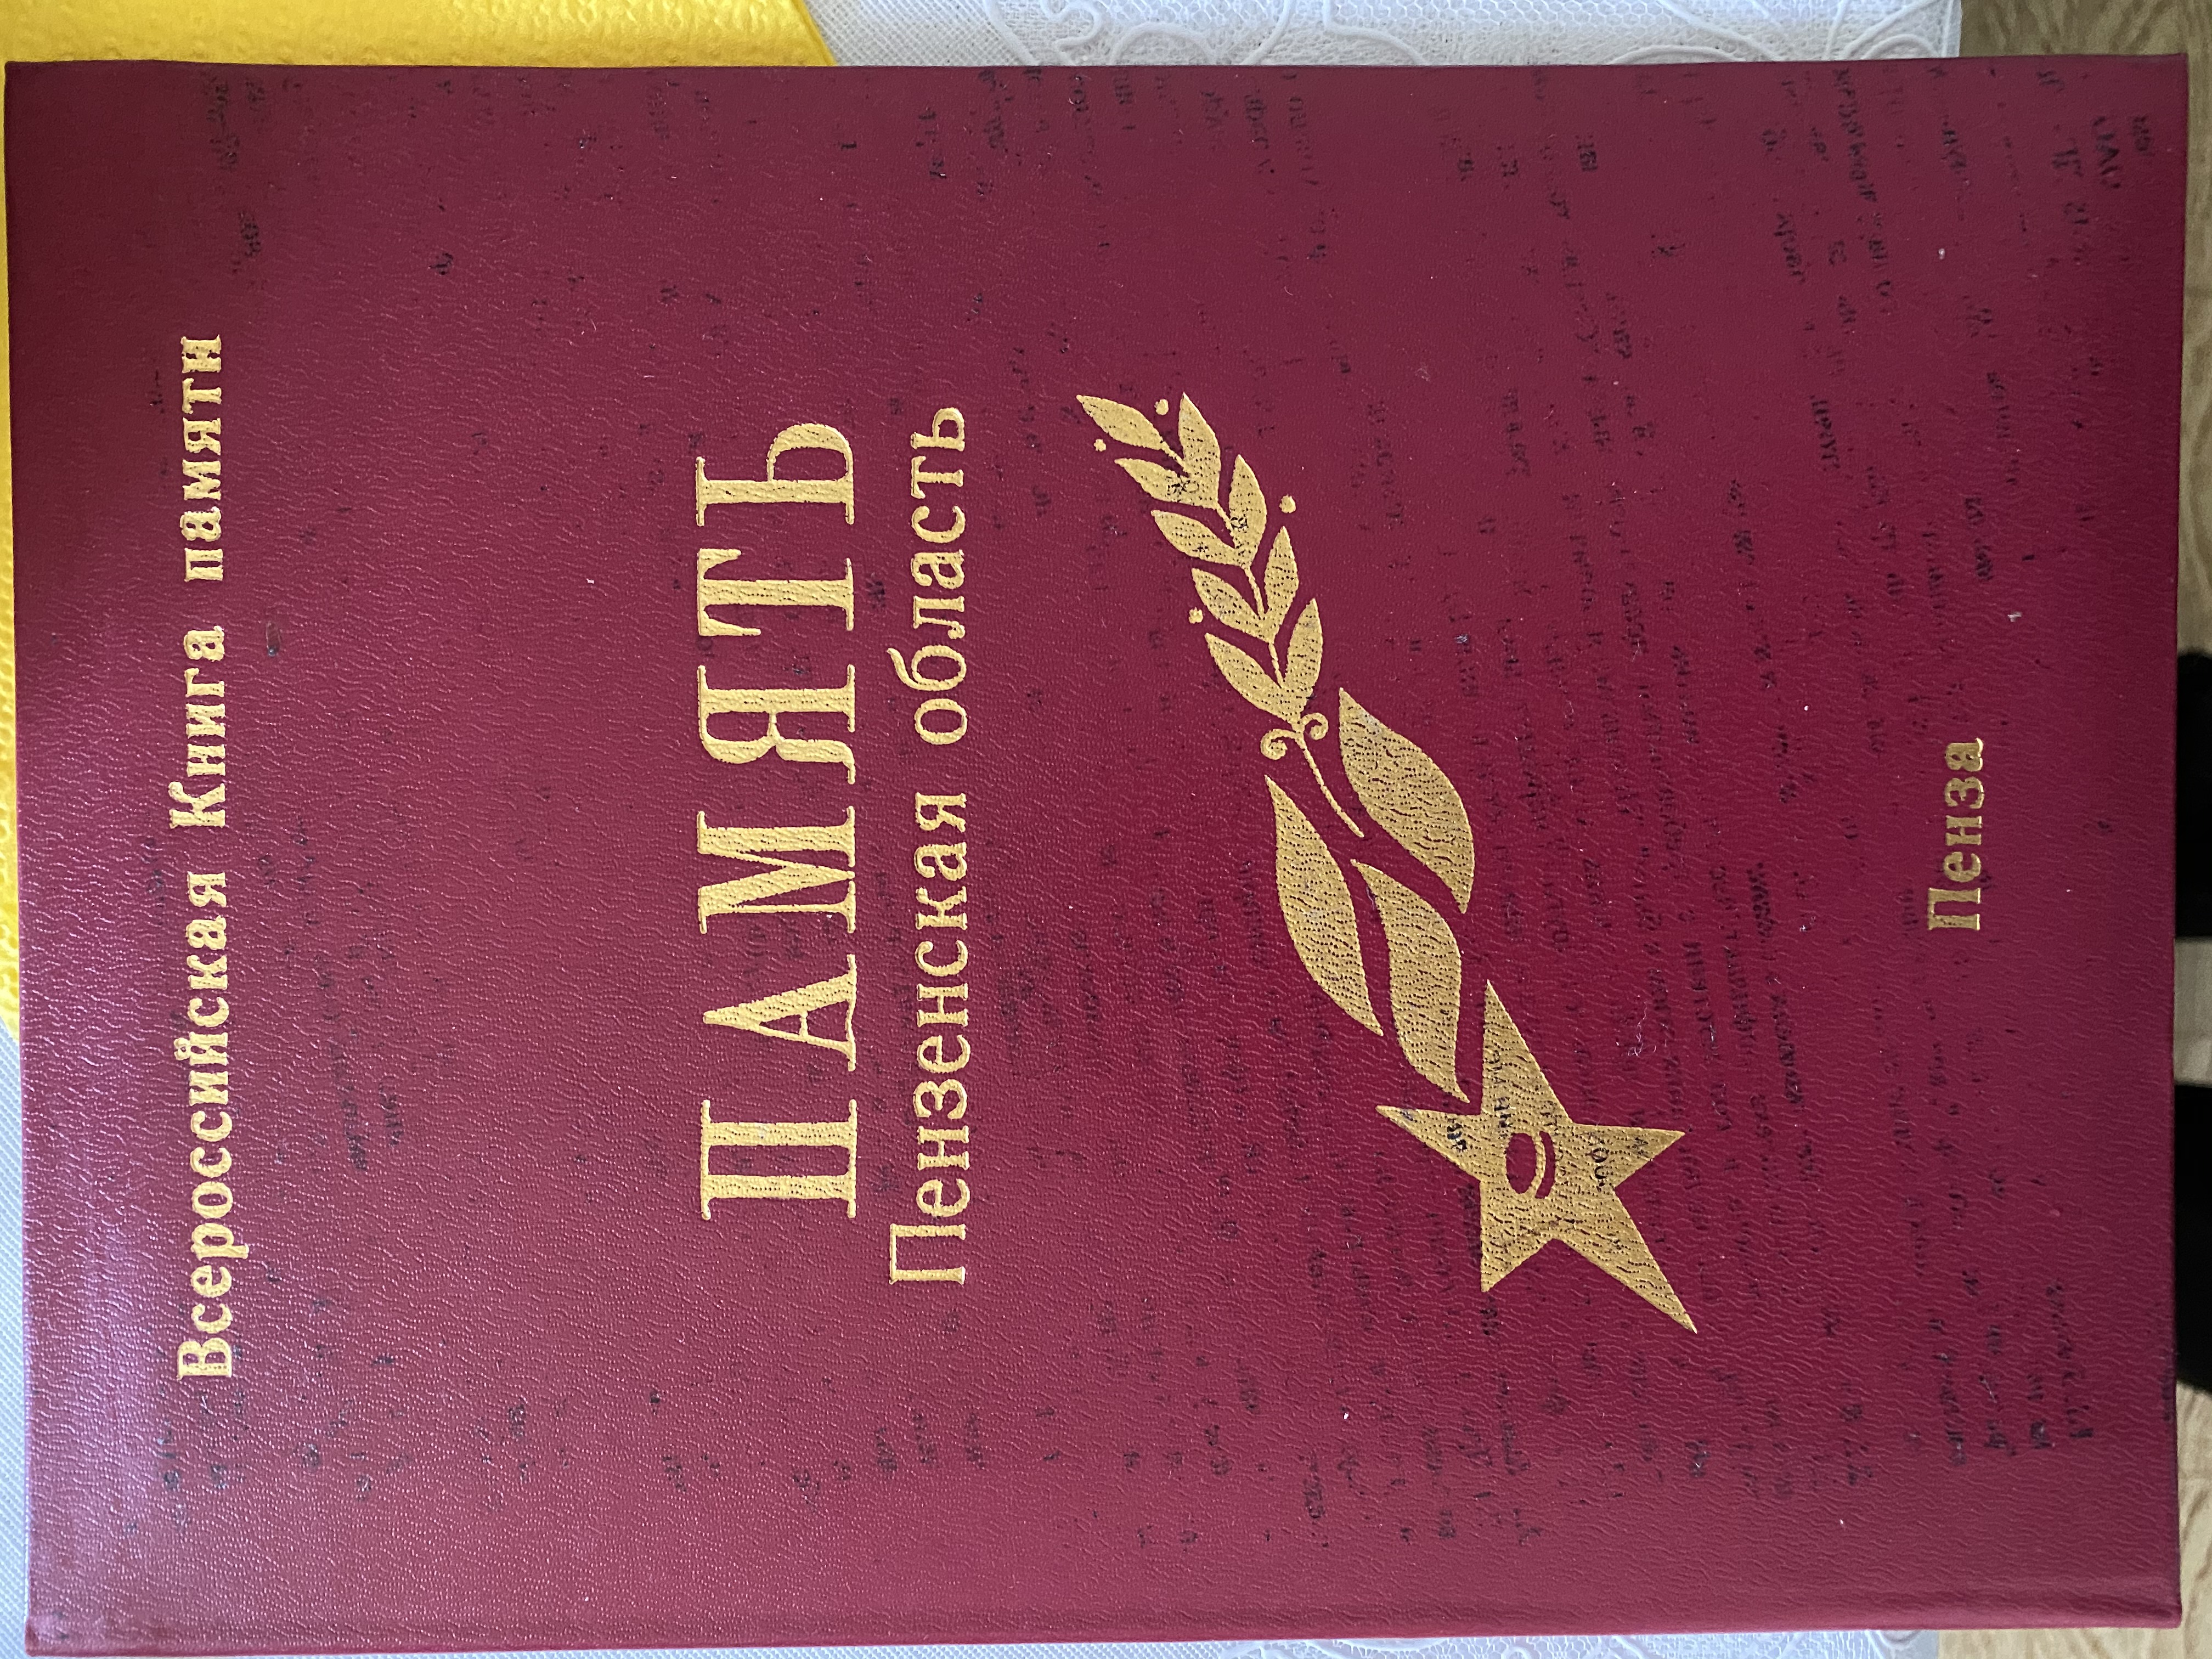 Всероссийская Книга памяти
ПАМЯТЬ
Пензенская область
Пенза